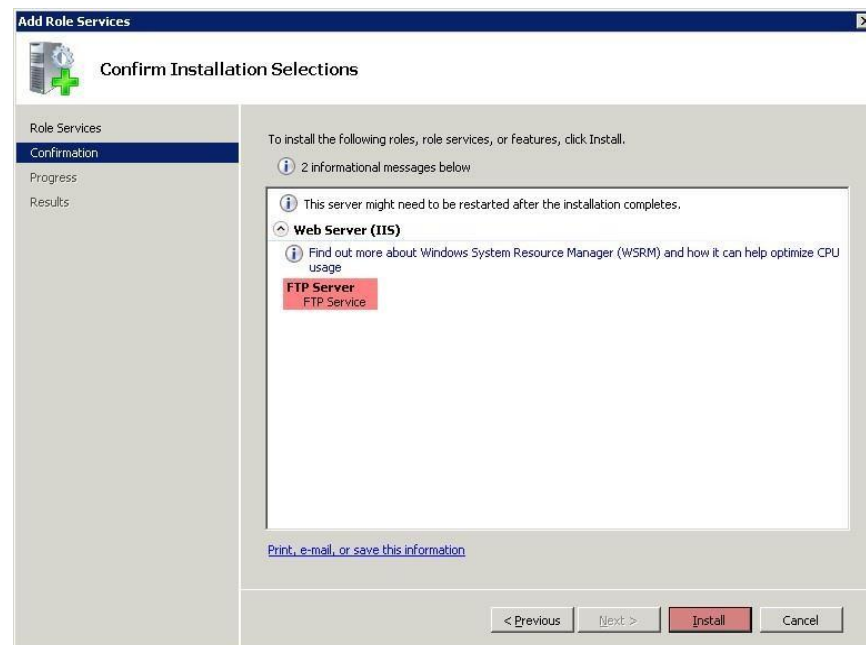 Add Role Services
Confirm Installation Selections
Role Services
Confirmation
Progress
Results
To install the following roles, role services, or features, click Install.
2 informational messages below
This server might need to be restarted after the installation completes.
Web Server (IIS)
Find out more about Windows System Resource Manager (WSRM) and how it can help optimize CPU
usage
FTP Server
FTP Service
Print, e-mail, or save this information
< Previous
Next >
Install
Cancel